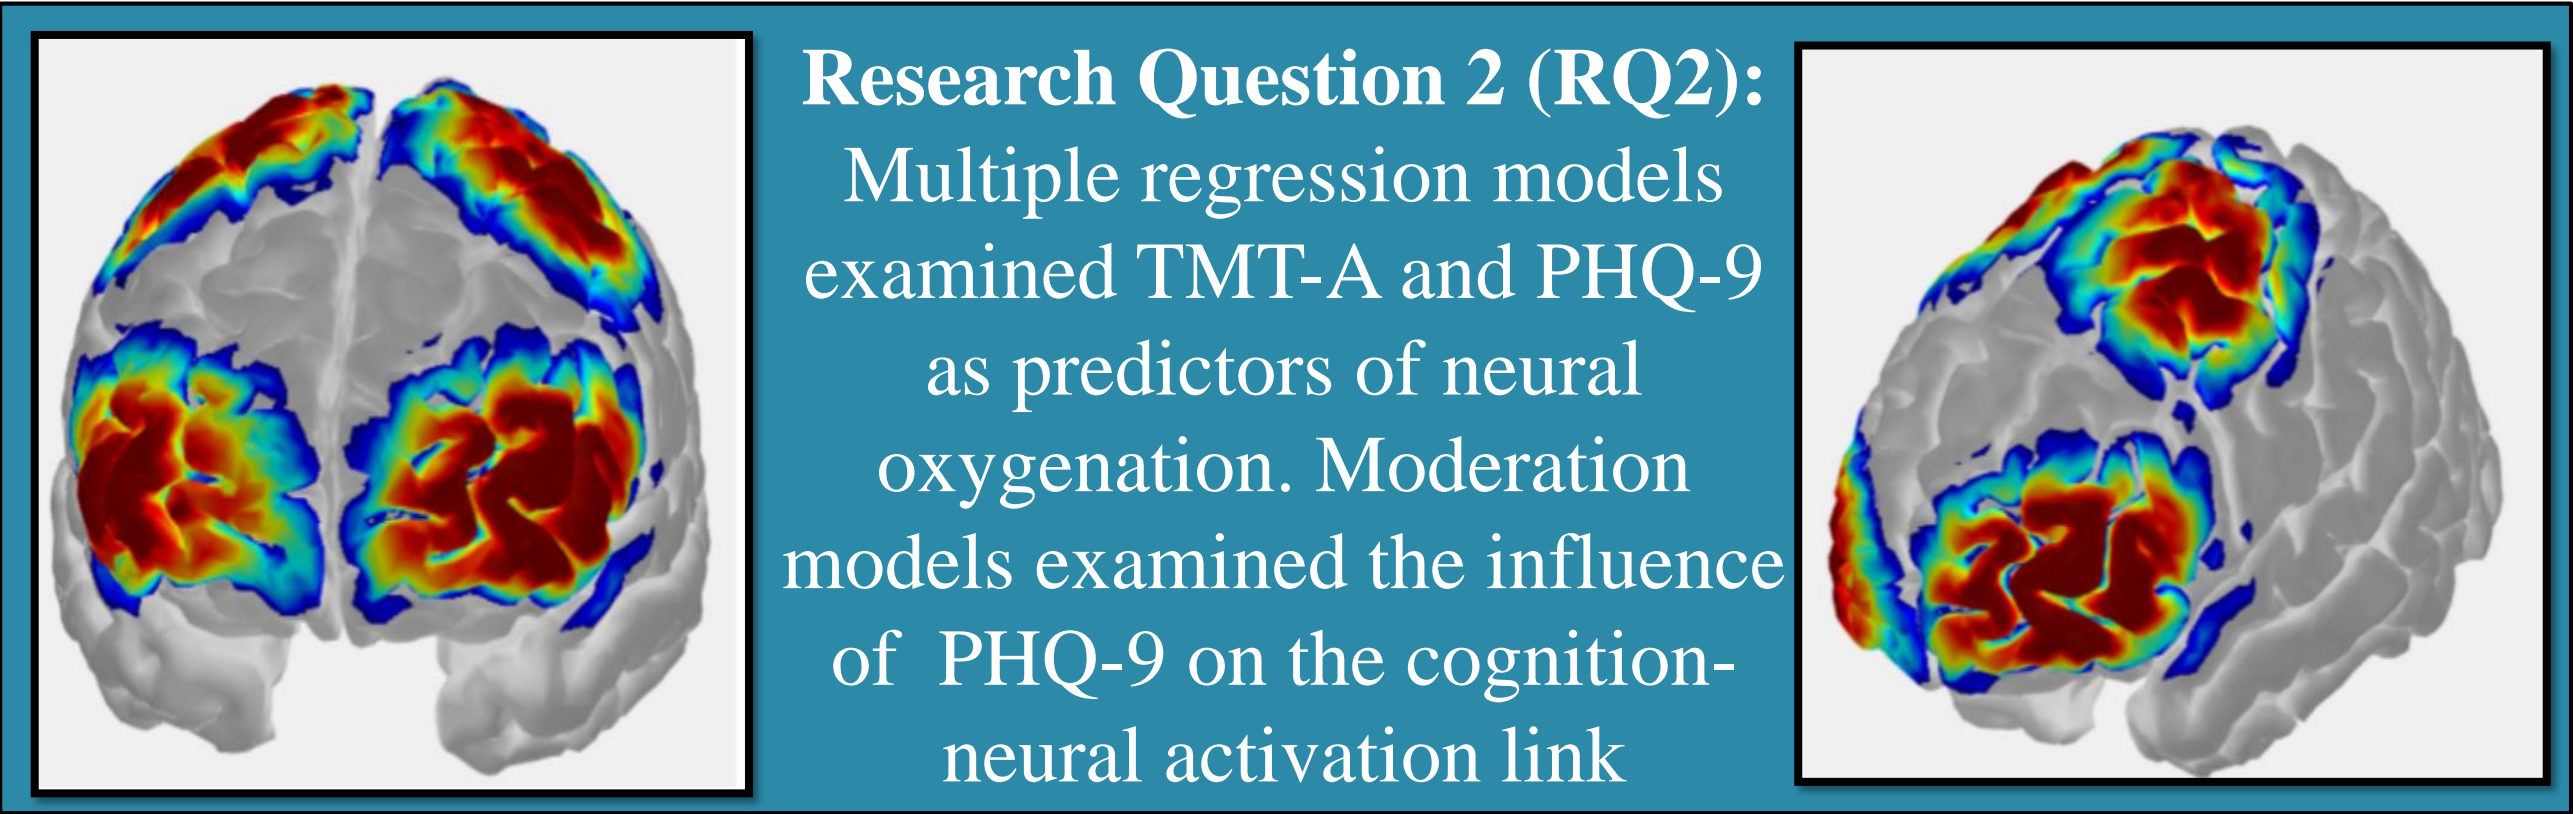 Research Question 2 (RQ2):
Multiple regression models
examined TMT-A and PHQ-9
as predictors of neural
oxygenation. Moderation
models examined the influence
of  PHQ-9 on the cognition-
neural activation link